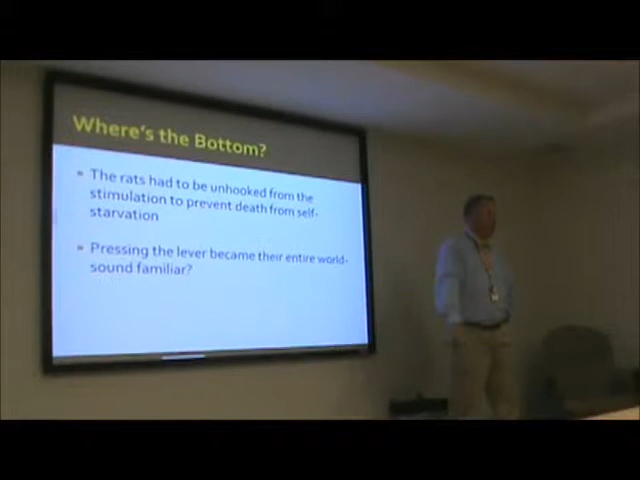 Where's the Bottom?
The rats had to be unhooked from the
stimulation to prevent death from self-
starvation
Pressing the lever became their entire world-
sound familiar?